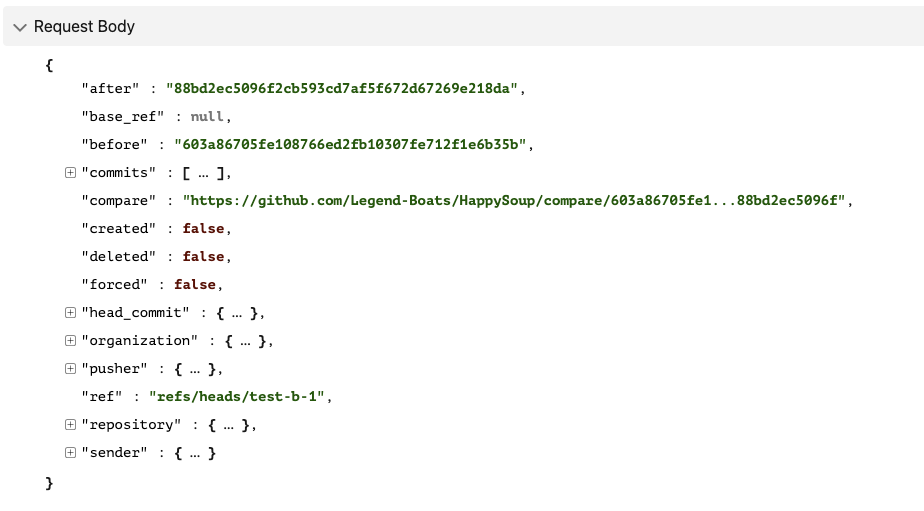 Request Body
{
"after" : "88bd2ec5096f2cb593cd7af5f672d67269e218da",
"base_ref" : null,
"before" : "603a86705fe108766ed2fb10307fe712f1e6b35b",
"commits" : [ … ],
"compare" : "https://github.com/Legend-Boats/HappySoup/compare/603a86705fe1...88bd2ec5096f",
"created" : false,
"deleted" : false,
"forced" : false,
"head_commit" : { … },
"organization" : { … },
"pusher" : { … },
"ref" : "refs/heads/test-b-1",
"repository" : { … },
"sender" : { … }
}